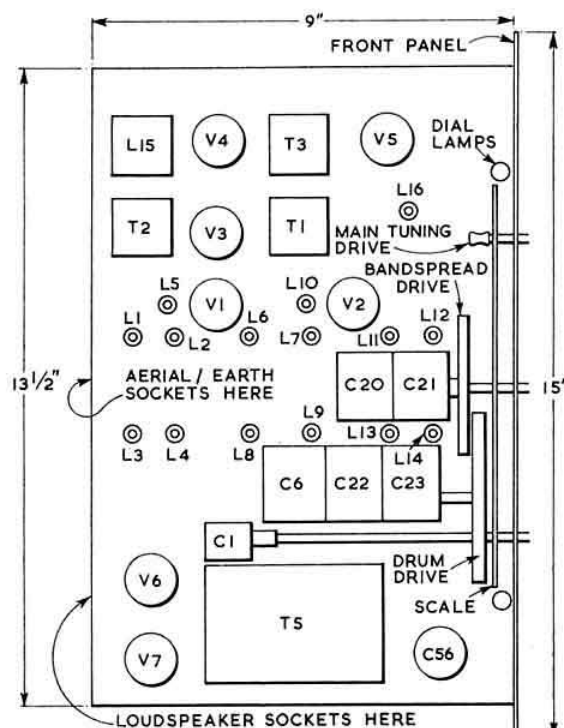 9"
FRONT PANEL
DIAL
LAMPS
L15
V4
T3
V5
L16
T2
V3
T1
MAIN TUNING
DRIVE
BANDSPREAD
DRIVE
L5
V1
L10
V2
L1
L2
L6
L7
L11
L12
13 1/2"
AERIAL / EARTH
SOCKETS HERE
C20
C21
15"
L3
L4
L8
L9
L13
L14
C6
C22
C23
C1
DRUM
DRIVE
V6
T5
SCALE
V7
C56
LOUDSPEAKER SOCKETS HERE